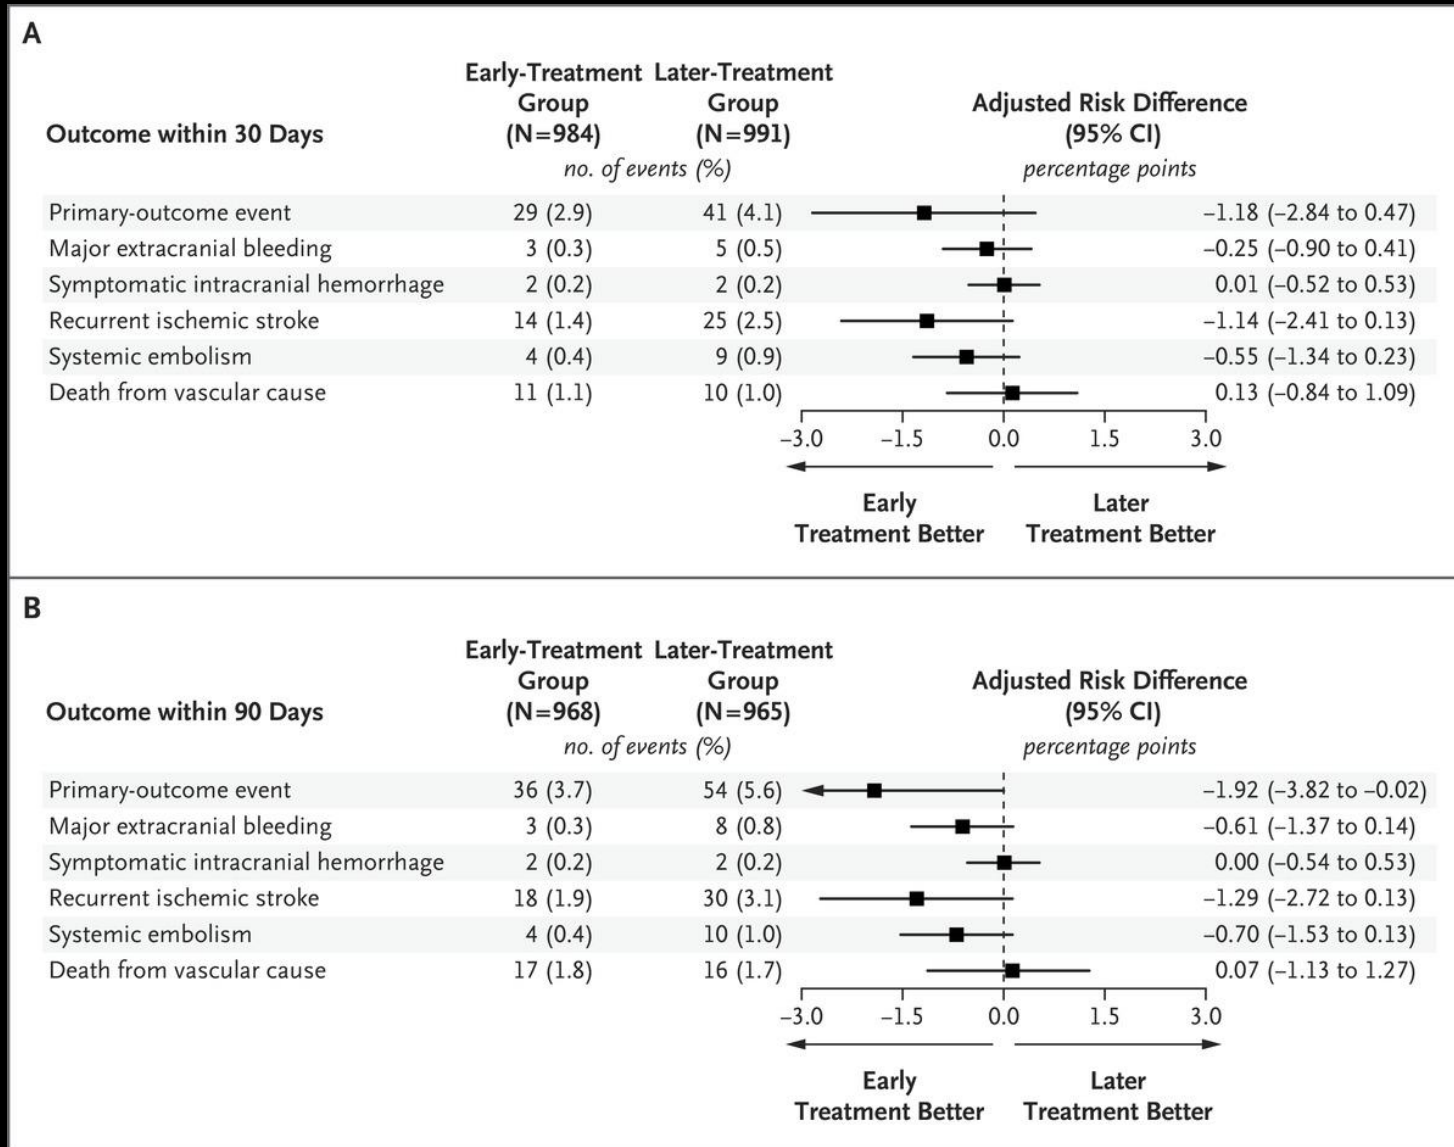 A
Early-Treatment Later-Treatment
Group Group Adjusted Risk Difference
Outcome within 30 Days (N=984) (N=991) (95% CI)
no. of events (%) percentage points
Primary-outcome event 29 (2.9) 41 (4.1) –1.18 (–2.84 to 0.47)
Major extracranial bleeding 3 (0.3) 5 (0.5) –0.25 (–0.90 to 0.41)
Symptomatic intracranial hemorrhage 2 (0.2) 2 (0.2) 0.01 (–0.52 to 0.53)
Recurrent ischemic stroke 14 (1.4) 25 (2.5) –1.14 (–2.41 to 0.13)
Systemic embolism 4 (0.4) 9 (0.9) –0.55 (–1.34 to 0.23)
Death from vascular cause 11 (1.1) 10 (1.0) 0.13 (–0.84 to 1.09)
–3.0 –1.5 0.0 1.5 3.0
Early Later
Treatment Better Treatment Better
B
Early-Treatment Later-Treatment
Group Group Adjusted Risk Difference
Outcome within 90 Days (N=968) (N=965) (95% CI)
no. of events (%) percentage points
Primary-outcome event 36 (3.7) 54 (5.6) –1.92 (–3.82 to –0.02)
Major extracranial bleeding 3 (0.3) 8 (0.8) –0.61 (–1.37 to 0.14)
Symptomatic intracranial hemorrhage 2 (0.2) 2 (0.2) 0.00 (–0.54 to 0.53)
Recurrent ischemic stroke 18 (1.9) 30 (3.1) –1.29 (–2.72 to 0.13)
Systemic embolism 4 (0.4) 10 (1.0) –0.70 (–1.53 to 0.13)
Death from vascular cause 17 (1.8) 16 (1.7) 0.07 (–1.13 to 1.27)
–3.0 –1.5 0.0 1.5 3.0
Early Later
Treatment Better Treatment Better